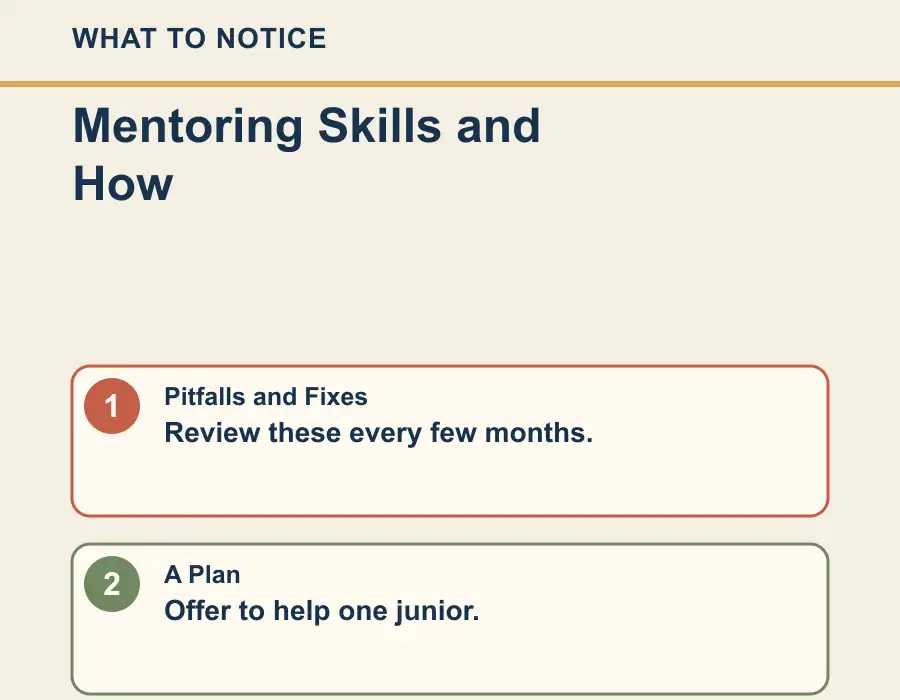 WHAT TO NOTICE
Mentoring Skills and
How
1
Pitfalls and Fixes
Review these every few months.
2
A Plan
Offer to help one junior.